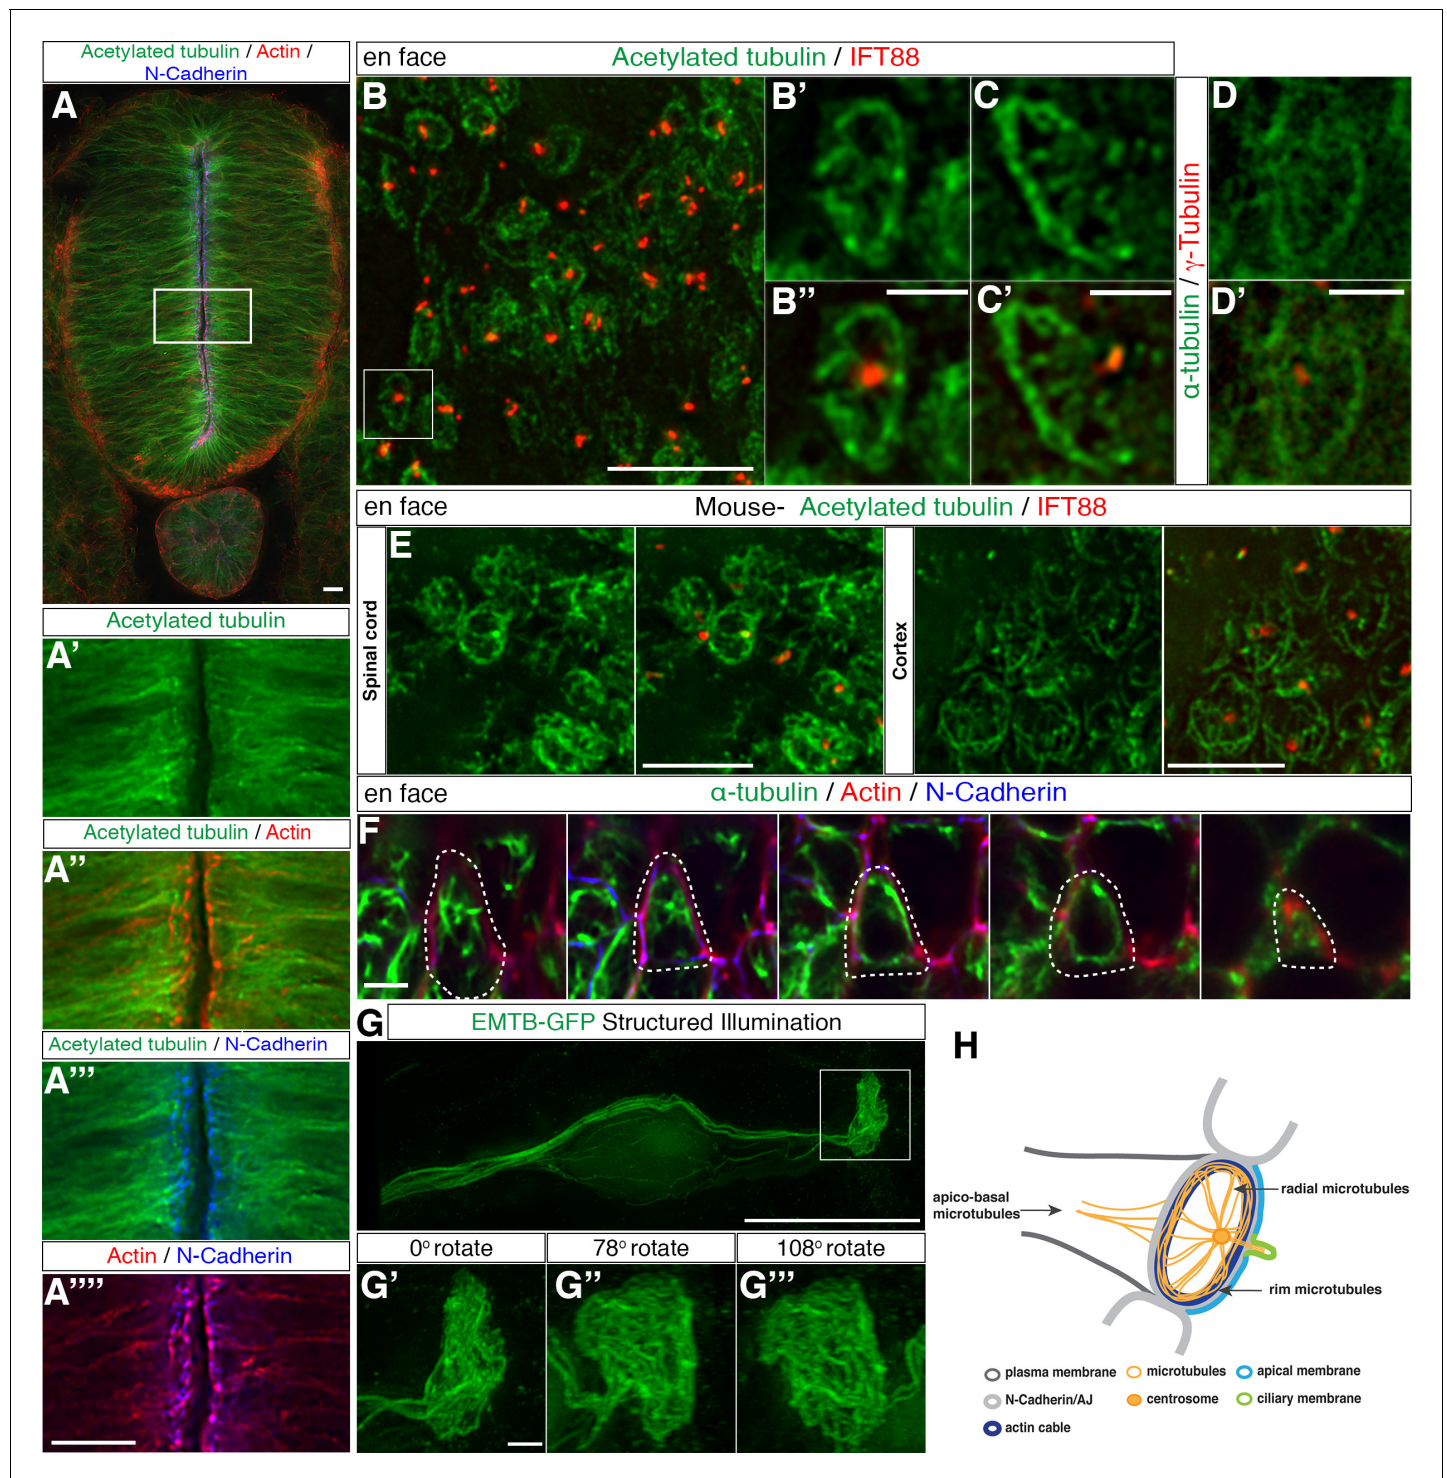 Acetylated tubulin / Actin /
N-Cadherin
A
Acetylated tubulin
A’
Acetylated tubulin / Actin
A’’
Acetylated tubulin / N-Cadherin
A’’’
Actin / N-Cadherin
A’’’’
en face Acetylated tubulin / IFT88
B
B’
C
B’’
C’
α-tubulin / γ-Tubulin
D
D’
en face Mouse- Acetylated tubulin / IFT88
Spinal cord
E
Cortex
en face α-tubulin / Actin / N-Cadherin
F
G
EMTB-GFP Structured Illumination
0o rotate
78o rotate
108o rotate
G’
G’’
G’’’
H
apico-basal
microtubules
radial microtubules
rim microtubules
plasma membrane
microtubules
apical membrane
N-Cadherin/AJ
centrosome
ciliary membrane
actin cable